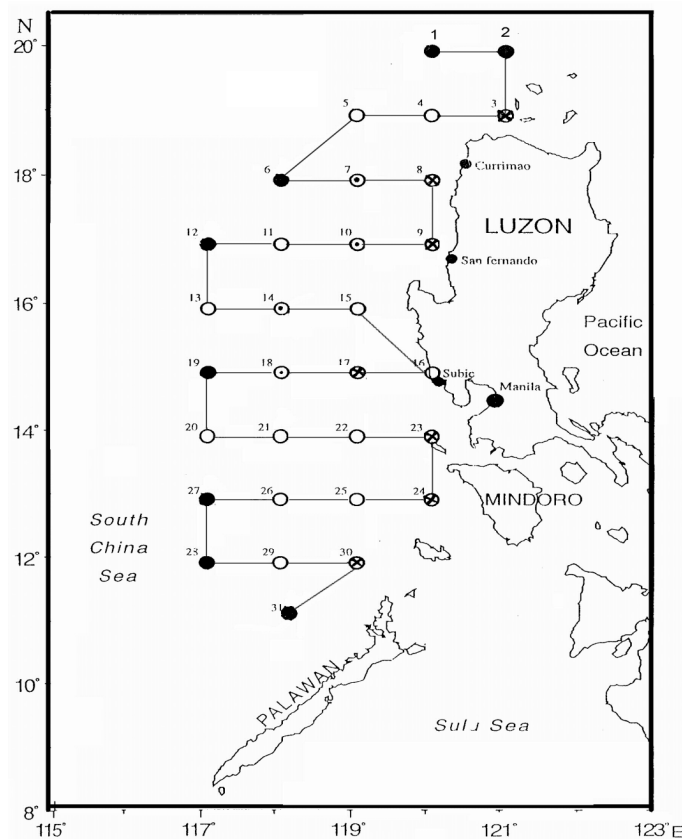 N
20°
1 2
5 4 3
18°
6 7 8
Currimao
LUZON
12 11 10 9
San fernando
16°
13 14 15
Pacific
Ocean
19 18 17 16
Subic
Manila
14°
20 21 22 23
27 26 25 24
MINDORO
South
China
Sea
12°
23 29 30
31
10°
PALAWAN
Sulu Sea
8°
115° 117° 119° 121° 123° E